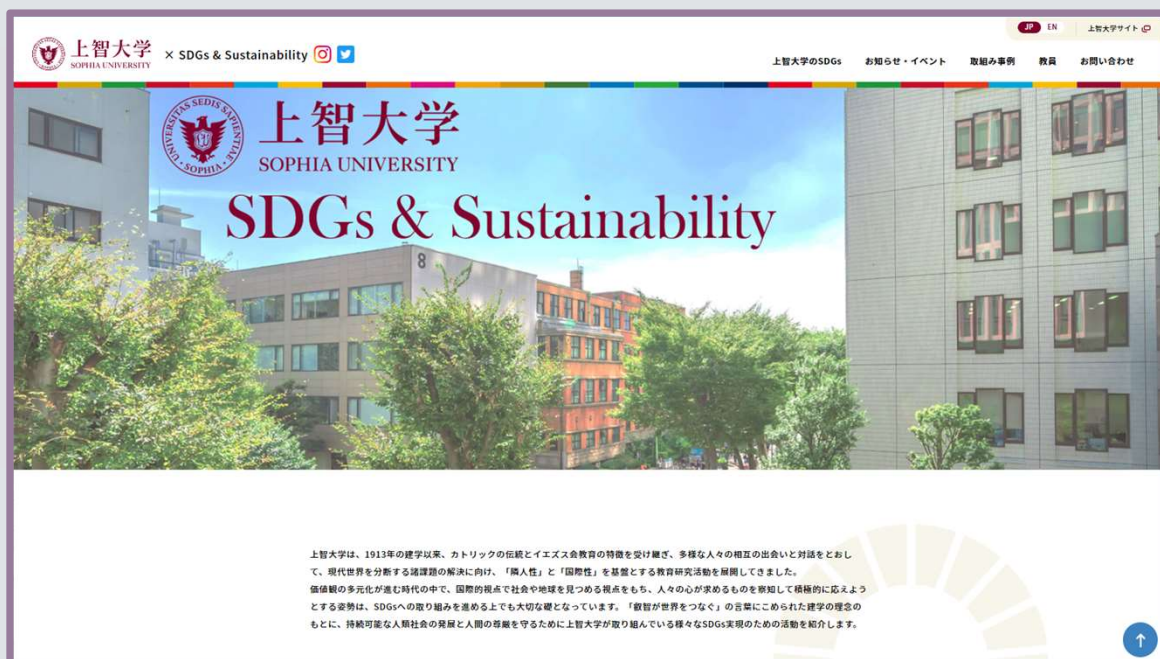 JP EN 上智大学サイト
上智大学
SOPHIA UNIVERSITY
× SDGs & Sustainability
上智大学のSDGs お知らせ・イベント 取組み事例 教員 お問い合わせ
UNIVERSITAS SEDIS SAPIENTIAE
SOPHIA
上智大学
SOPHIA UNIVERSITY
SDGs & Sustainability
8
上智大学は、1913年の建学以来、カトリックの伝統とイエズス会教育の特徴を受け継ぎ、多様な人々の相互の出会いと対話をとおし
て、現代世界を分断する諸課題の解決に向け、「隣人性」と「国際性」を基盤とする教育研究活動を展開してきました。
価値観の多元化が進む時代の中で、国際的視点で社会や地球を見つめる視点をもち、人々の心が求めるものを察知して積極的に応えよう
とする姿勢は、SDGsへの取り組みを進める上でも大切な礎となっています。「叡智が世界をつなぐ」の言葉にこめられた建学の理念の
もとに、持続可能な人類社会の発展と人間の尊厳を守るために上智大学が取り組んでいる様々なSDGs実現のための活動を紹介します。